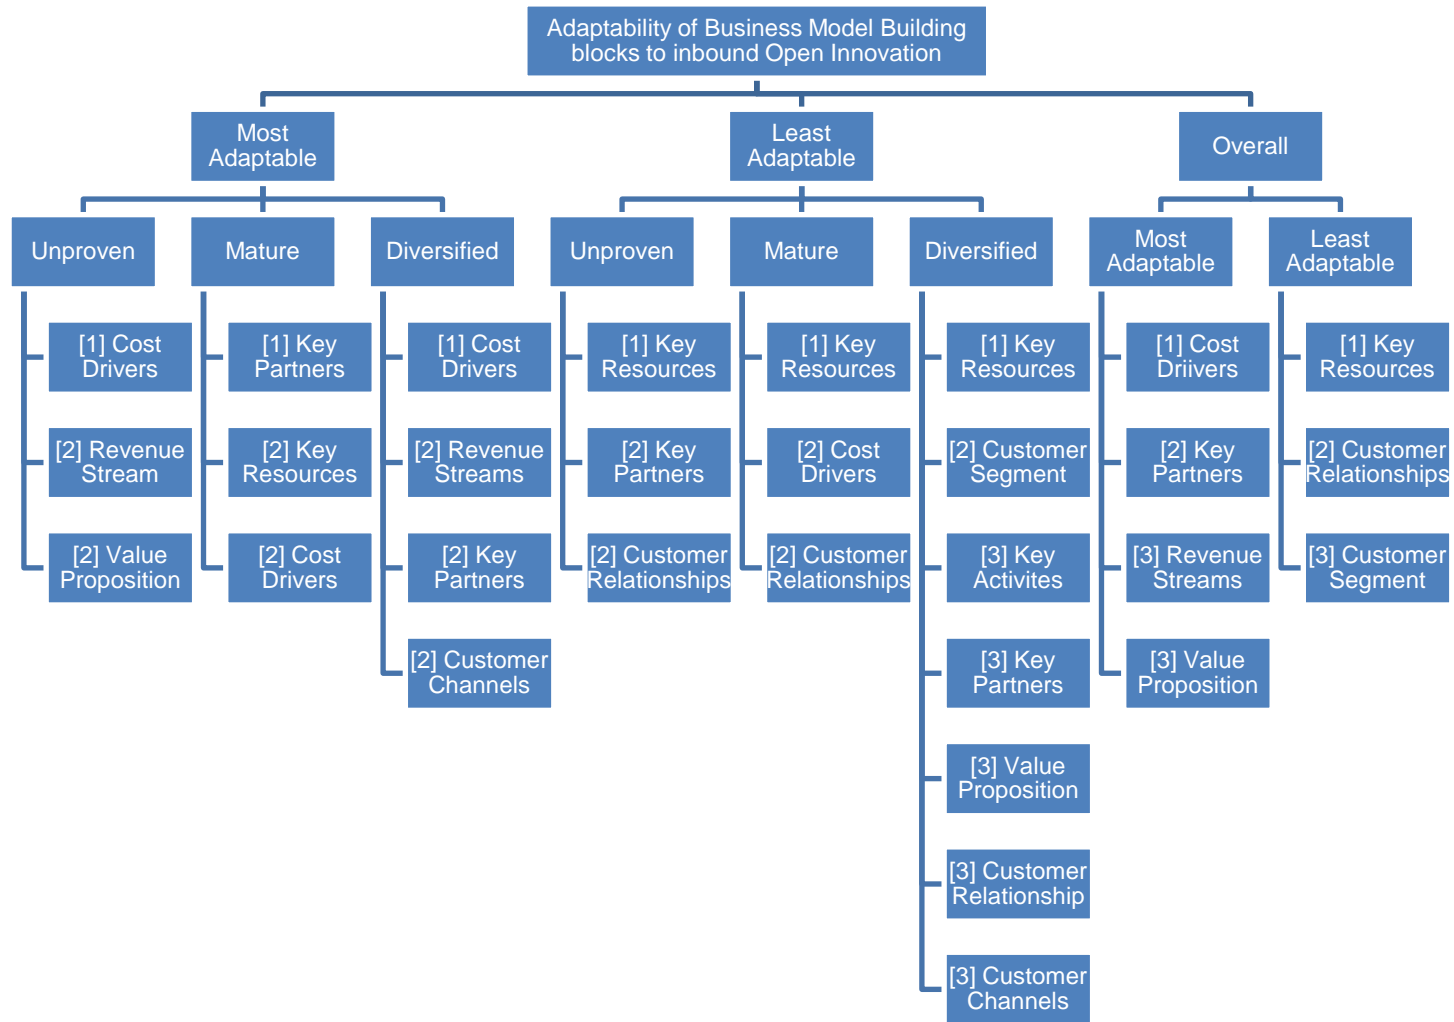 Adaptability of Business Model Building
blocks to inbound Open Innovation
Most
Adaptable
Least
Adaptable
Overall
Unproven
Mature
Diversified
Unproven
Mature
Diversified
Most
Adaptable
Least
Adaptable
[1] Cost
Drivers
[1] Key
Partners
[1] Cost
Drivers
[1] Key
Resources
[1] Key
Resources
[1] Key
Resources
[1] Cost
Driivers
[1] Key
Resources
[2] Revenue
Stream
[2] Key
Resources
[2] Revenue
Streams
[2] Key
Partners
[2] Cost
Drivers
[2] Customer
Segment
[2] Key
Partners
[2] Customer
Relationships
[2] Value
Proposition
[2] Cost
Drivers
[2] Key
Partners
[2] Customer
Relationships
[2] Customer
Relationships
[3] Key
Activites
[3] Revenue
Streams
[3] Customer
Segment
[2] Customer
Channels
[3] Key
Partners
[3] Value
Proposition
[3] Value
Proposition
[3] Customer
Relationship
[3] Customer
Channels